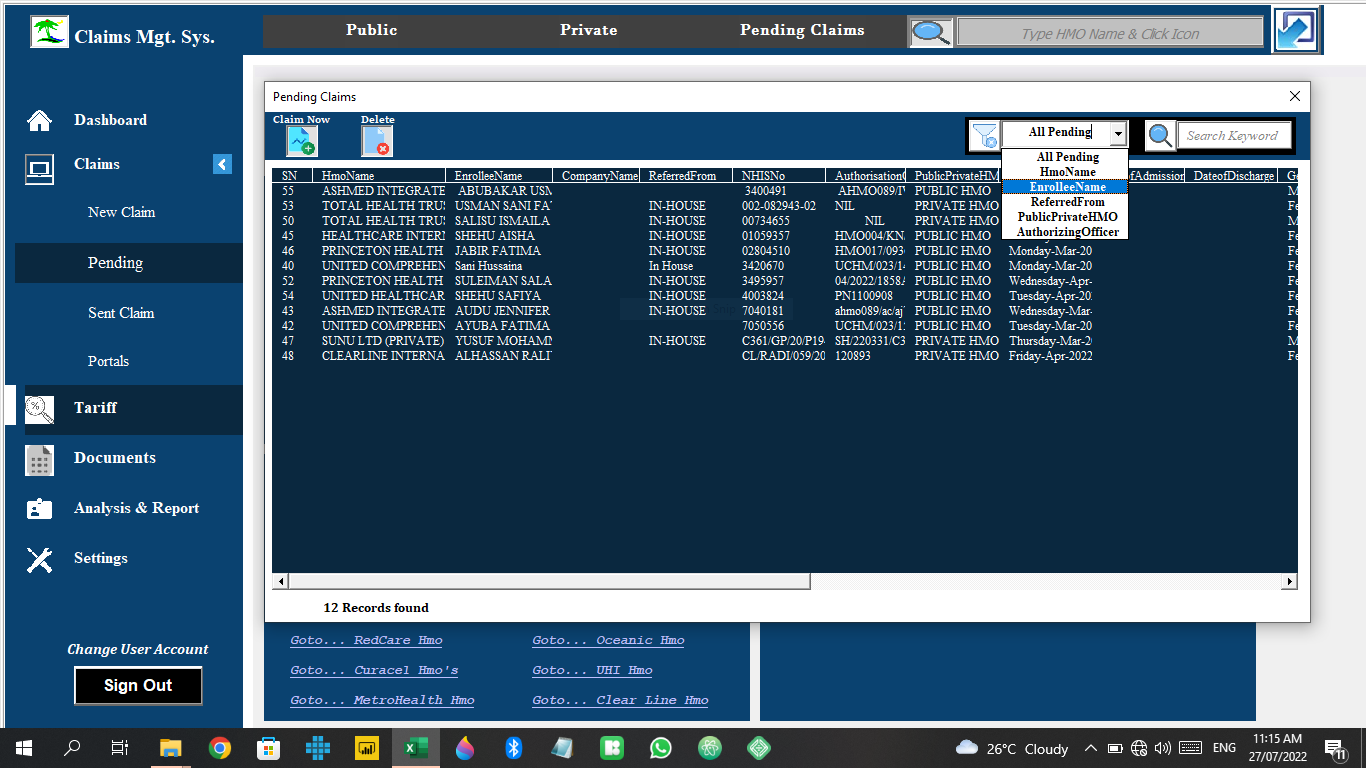 Claims Mgt. Sys.
Public Private Pending Claims Type HMO Name & Click Icon
Dashboard
Claims
New Claim
Pending
Sent Claim
Portals
Tariff
Documents
Analysis & Report
Settings
Change User Account
Sign Out
Pending Claims
Claim Now Delete
All Pending Search Keyword
All Pending
HmoName
EnrolleeName
ReferredFrom
PublicPrivateHMO
AuthorizingOfficer
SN HmoName EnrolleeName CompanyName ReferredFrom NHISNo Authorisation PublicPrivateHM fAdmission DateofDischarge Ge
55 ASHMED INTEGRATE ABUBAKAR USM 3400491 AHMO089/I PUBLIC HMO M
53 TOTAL HEALTH TRUS USMAN SANI FA IN-HOUSE 002-082943-02 NIL PRIVATE HMO Fe
50 TOTAL HEALTH TRUS SALISU ISMAILA IN-HOUSE 00734655 NIL PRIVATE HMO M
45 HEALTHCARE INTERN SHEHU AISHA IN-HOUSE 01059357 HMO004/KN PUBLIC HMO Fe
46 PRINCETON HEALTH JABIR FATIMA IN-HOUSE 02804510 HMO017/093 PUBLIC HMO Monday-Mar-20 Fe
40 UNITED COMPREHEN Sani Hussaina In House 3420670 UCHM/023/14 PUBLIC HMO Monday-Mar-20 Fe
52 PRINCETON HEALTH SULEIMAN SALA IN-HOUSE 3495957 04/2022/1858 PUBLIC HMO Wednesday-Apr- Fe
54 UNITED HEALTHCAR SHEHU SAFIYA IN-HOUSE 4003824 PN1100908 PUBLIC HMO Tuesday-Apr-20 Fe
43 ASHMED INTEGRATE AUDU JENNIFER IN-HOUSE 7040181 ahmo089/ac/aj PUBLIC HMO Wednesday-Mar- Fe
42 UNITED COMPREHEN AYUBA FATIMA 7050556 UCHM/023/1 PUBLIC HMO Tuesday-Mar-20 Fe
47 SUNU LTD (PRIVATE) YUSUF MOHAMM IN-HOUSE C361/GP/20/P19 SH/220331/C3 PRIVATE HMO Thursday-Mar-2 M
48 CLEARLINE INTERNA ALHASSAN RALI CL/RADI/059/20 120893 PRIVATE HMO Friday-Apr-2022 Fe
12 Records found
Goto... RedCare Hmo Goto... Oceanic Hmo
Goto... Curacel Hmo's Goto... UHI Hmo
Goto... MetroHealth Hmo Goto... Clear Line Hmo
26°C Cloudy ENG 11:15 AM
27/07/2022
11